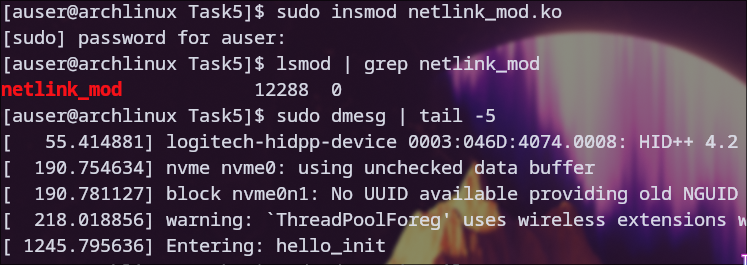 [auser@archlinux Task5]$ sudo insmod netlink_mod.ko
[sudo] password for auser:
[auser@archlinux Task5]$ lsmod | grep netlink_mod
netlink_mod            12288  0
[auser@archlinux Task5]$ sudo dmesg | tail -5
[   55.414881] logitech-hidpp-device 0003:046D:4074.0008: HID++ 4.2
[  190.754634] nvme nvme0: using unchecked data buffer
[  190.781127] block nvme0n1: No UUID available providing old NGUID
[  218.018856] warning: `ThreadPoolForeg' uses wireless extensions w
[ 1245.795636] Entering: hello_init